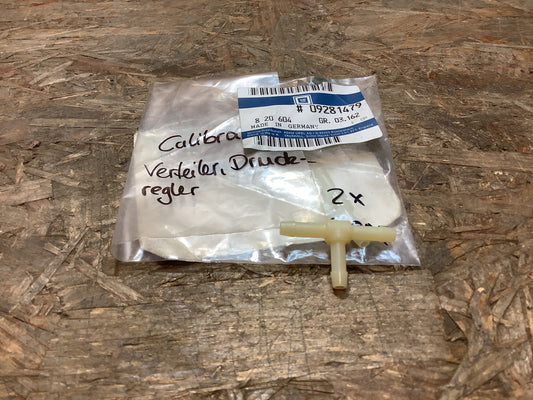 # 09281479
8 20 604 GR. 03.162
MADE IN GERMANY
Calibra
Verteiler, Druck-
regler
2x